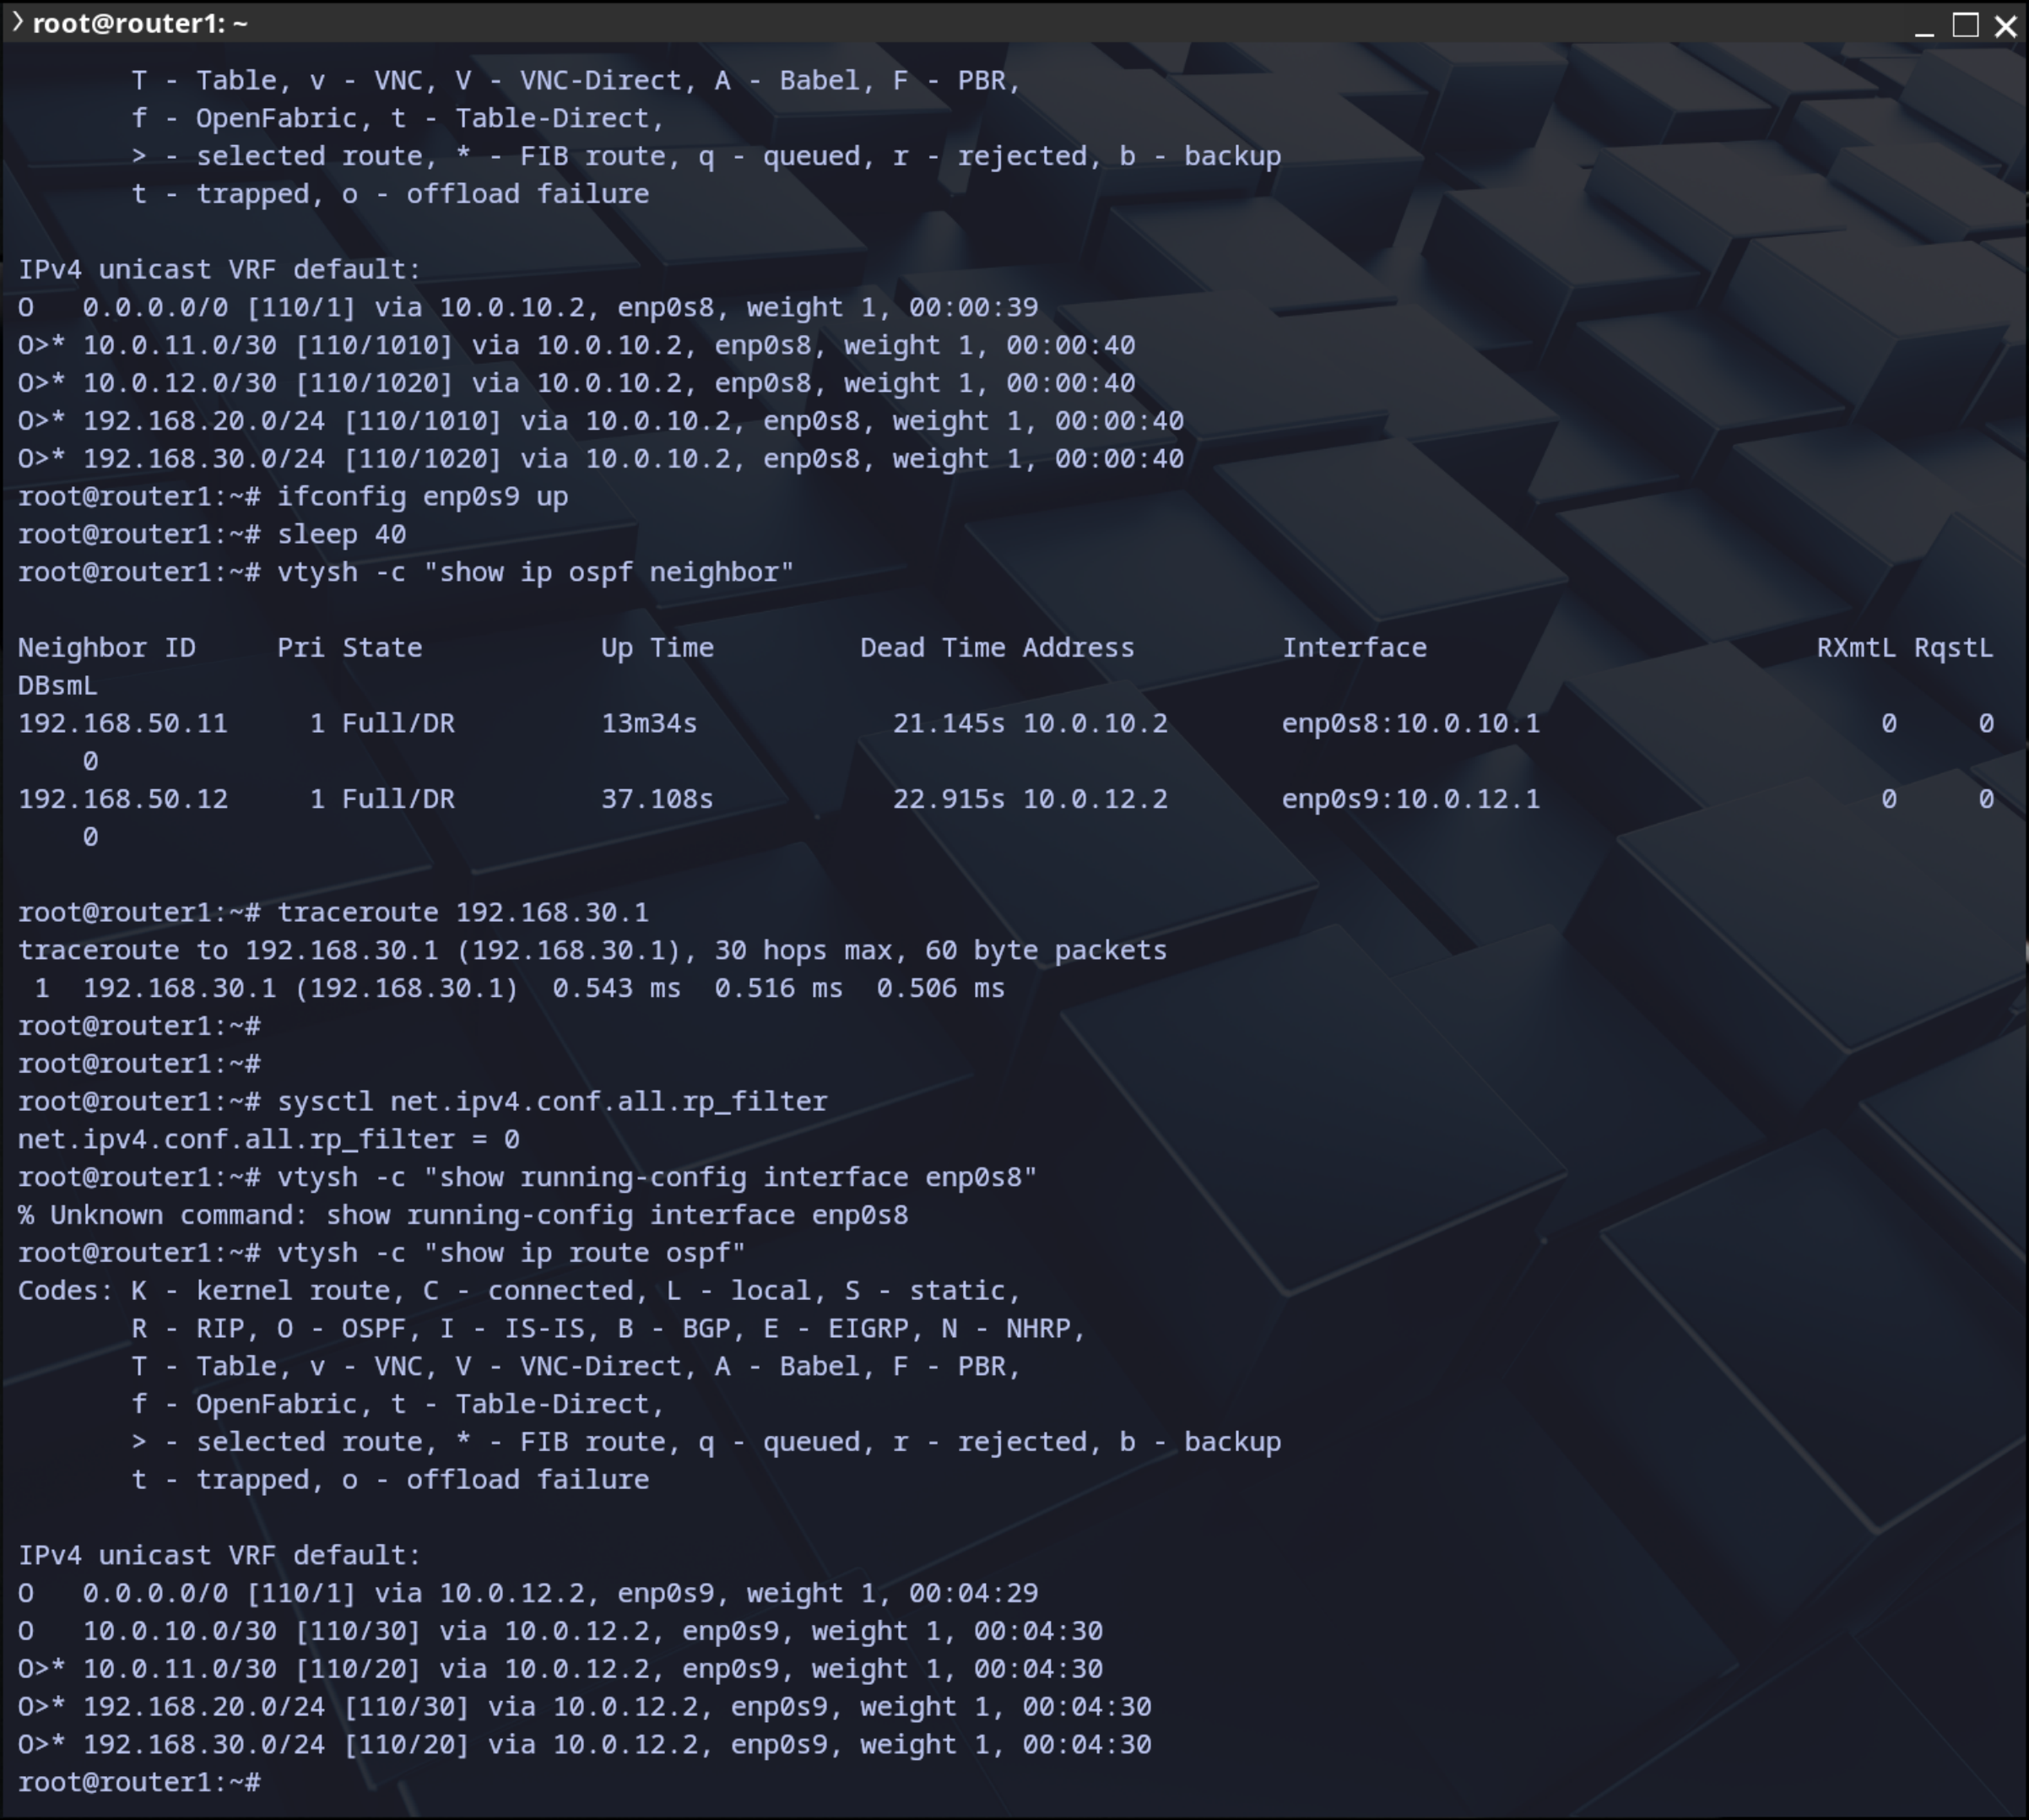 root@router1: ~
T - Table, v - VNC, V - VNC-Direct, A - Babel, F - PBR,
f - OpenFabric, t - Table-Direct,
> - selected route, * - FIB route, q - queued, r - rejected, b - backup
t - trapped, o - offload failure
IPv4 unicast VRF default:
O   0.0.0.0/0 [110/1] via 10.0.10.2, enp0s8, weight 1, 00:00:39
O>* 10.0.11.0/30 [110/1010] via 10.0.10.2, enp0s8, weight 1, 00:00:40
O>* 10.0.12.0/30 [110/1020] via 10.0.10.2, enp0s8, weight 1, 00:00:40
O>* 192.168.20.0/24 [110/1010] via 10.0.10.2, enp0s8, weight 1, 00:00:40
O>* 192.168.30.0/24 [110/1020] via 10.0.10.2, enp0s8, weight 1, 00:00:40
root@router1:~# ifconfig enp0s9 up
root@router1:~# sleep 40
root@router1:~# vtysh -c "show ip ospf neighbor"
Neighbor ID     Pri State           Up Time         Dead Time Address         Interface                        RXmtL RqstL
DBsmL
192.168.50.11     1 Full/DR         13m34s            21.145s 10.0.10.2       enp0s8:10.0.10.1                     0     0
0
192.168.50.12     1 Full/DR         37.108s           22.915s 10.0.12.2       enp0s9:10.0.12.1                     0     0
0
root@router1:~# traceroute 192.168.30.1
traceroute to 192.168.30.1 (192.168.30.1), 30 hops max, 60 byte packets
1  192.168.30.1 (192.168.30.1)  0.543 ms  0.516 ms  0.506 ms
root@router1:~#
root@router1:~#
root@router1:~# sysctl net.ipv4.conf.all.rp_filter
net.ipv4.conf.all.rp_filter = 0
root@router1:~# vtysh -c "show running-config interface enp0s8"
% Unknown command: show running-config interface enp0s8
root@router1:~# vtysh -c "show ip route ospf"
Codes: K - kernel route, C - connected, L - local, S - static,
R - RIP, O - OSPF, I - IS-IS, B - BGP, E - EIGRP, N - NHRP,
T - Table, v - VNC, V - VNC-Direct, A - Babel, F - PBR,
f - OpenFabric, t - Table-Direct,
> - selected route, * - FIB route, q - queued, r - rejected, b - backup
t - trapped, o - offload failure
IPv4 unicast VRF default:
O   0.0.0.0/0 [110/1] via 10.0.12.2, enp0s9, weight 1, 00:04:29
O   10.0.10.0/30 [110/30] via 10.0.12.2, enp0s9, weight 1, 00:04:30
O>* 10.0.11.0/30 [110/20] via 10.0.12.2, enp0s9, weight 1, 00:04:30
O>* 192.168.20.0/24 [110/30] via 10.0.12.2, enp0s9, weight 1, 00:04:30
O>* 192.168.30.0/24 [110/20] via 10.0.12.2, enp0s9, weight 1, 00:04:30
root@router1:~#